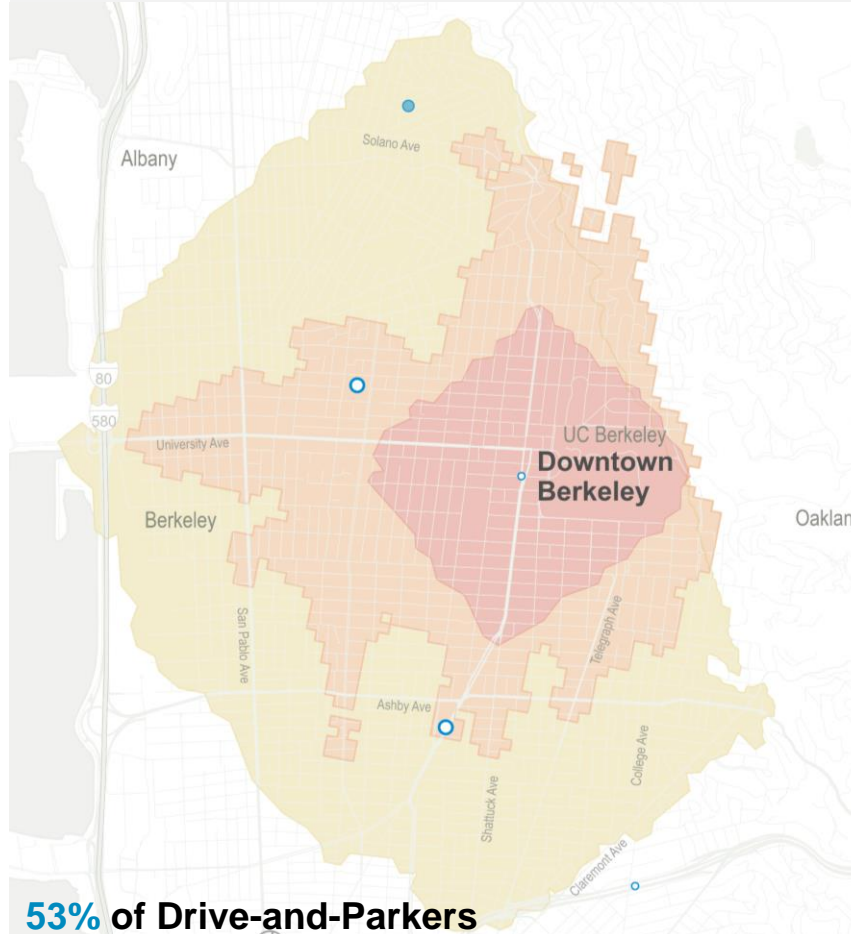 Solano Ave
Albany
80
580
University Ave
UC Berkeley
Downtown
Berkeley
Berkeley
Oaklan
San Pablo Ave
Telegraph Ave
Ashby Ave
College Ave
Shattuck Ave
Claremont Ave
53% of Drive-and-Parkers